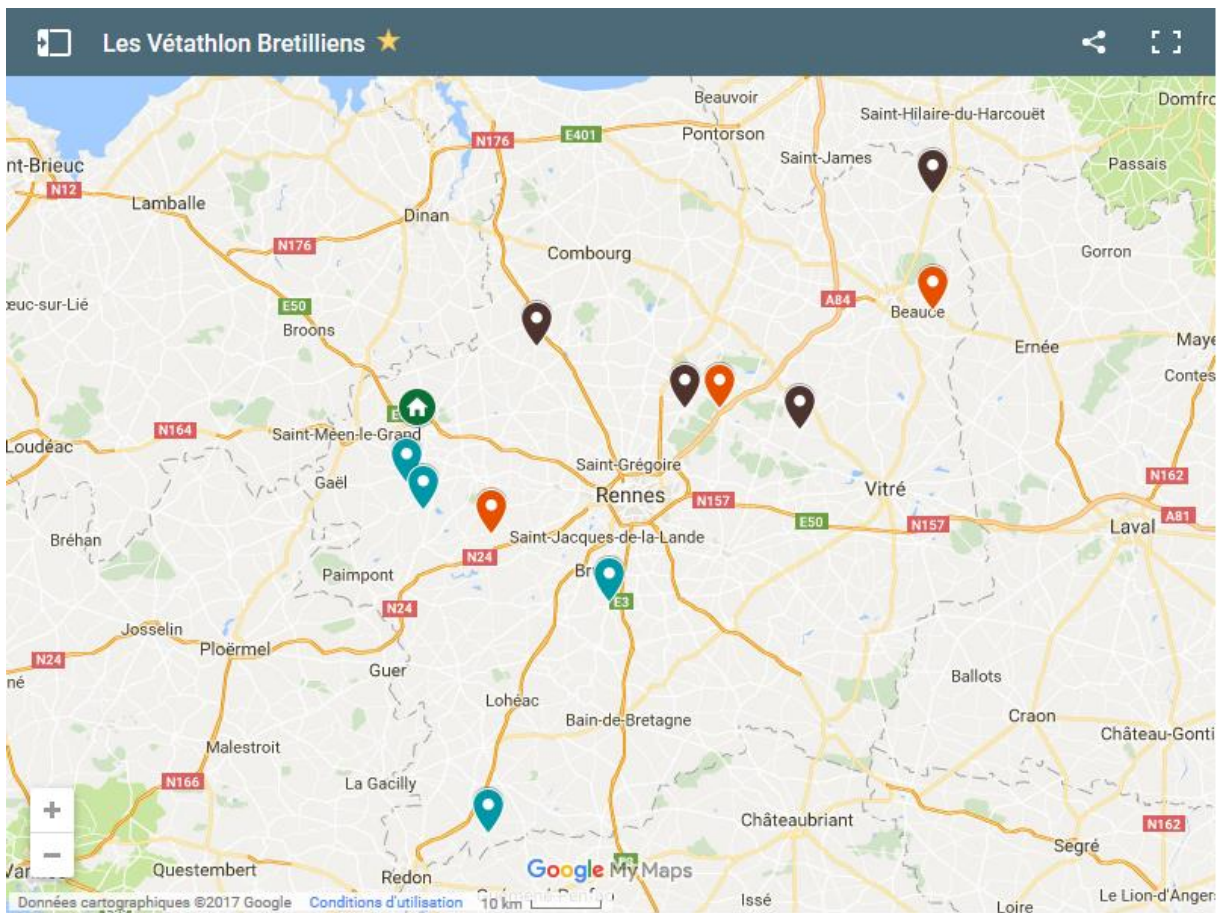 Les Vétathlon Bretilliens
Beauvoir
Domfro
Saint-Hilaire-du-Harcouët
N176
E401
Pontorson
Saint-James
Passais
nt-Brieuc
N12
Lamballe
Dinan
N176
Combourg
Gorron
œuc-sur-Lié
E50
A84
Beaucé
Broons
Ernée
Maye
Contes
N164
Saint-Méen-le-Grand
Loudéac
Saint-Grégoire
Gaël
N162
Rennes
Vitré
N157
E50
N157
A81
Laval
Bréhan
Saint-Jacques-de-la-Lande
N24
Paimpont
E3
N24
Josselin
Ploërmel
N24
né
Guer
Ballots
Lohéac
Craon
Bain-de-Bretagne
Château-Gonti
Malestroit
N166
La Gacilly
Châteaubriant
N162
Segré
Questembert
Redon
Google My Maps
Données cartographiques ©2017 Google Conditions d'utilisation 10 km
Issé
Loire
Le Lion-d'Anger